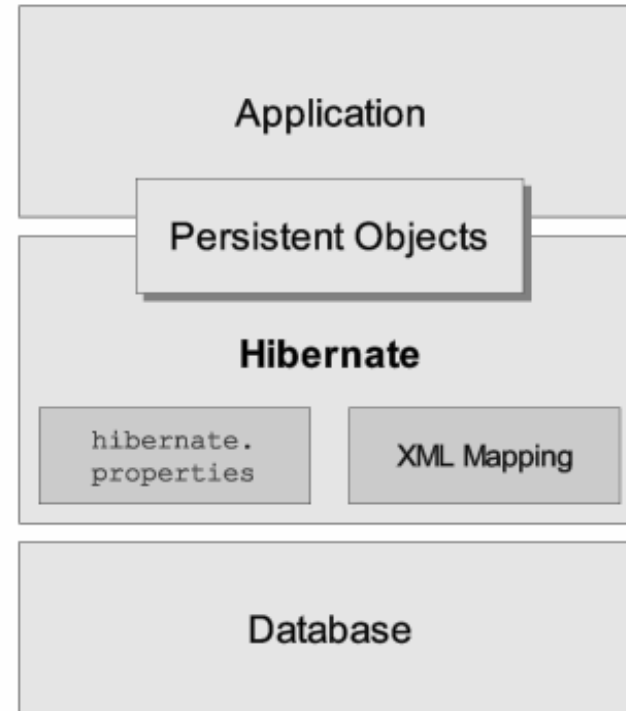 Application
Persistent Objects
Hibernate
hibernate.
properties
XML Mapping
Database